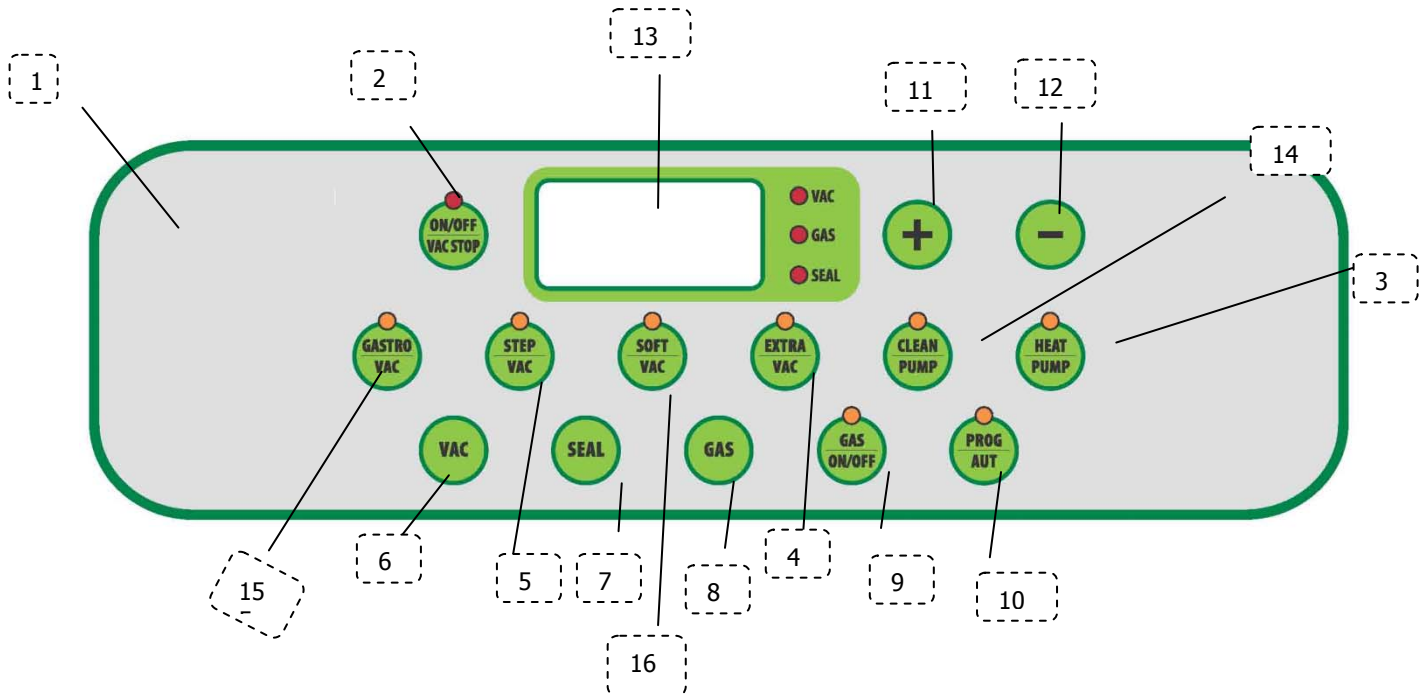 13
2
11
12
1
14
ON/OFF
VAC STOP
VAC
GAS
SEAL
+
−
3
GASTRO
VAC
STEP
VAC
SOFT
VAC
EXTRA
VAC
CLEAN
PUMP
HEAT
PUMP
VAC
SEAL
GAS
GAS
ON/OFF
PROG
AUT
15
6
5
7
8
4
9
10
16